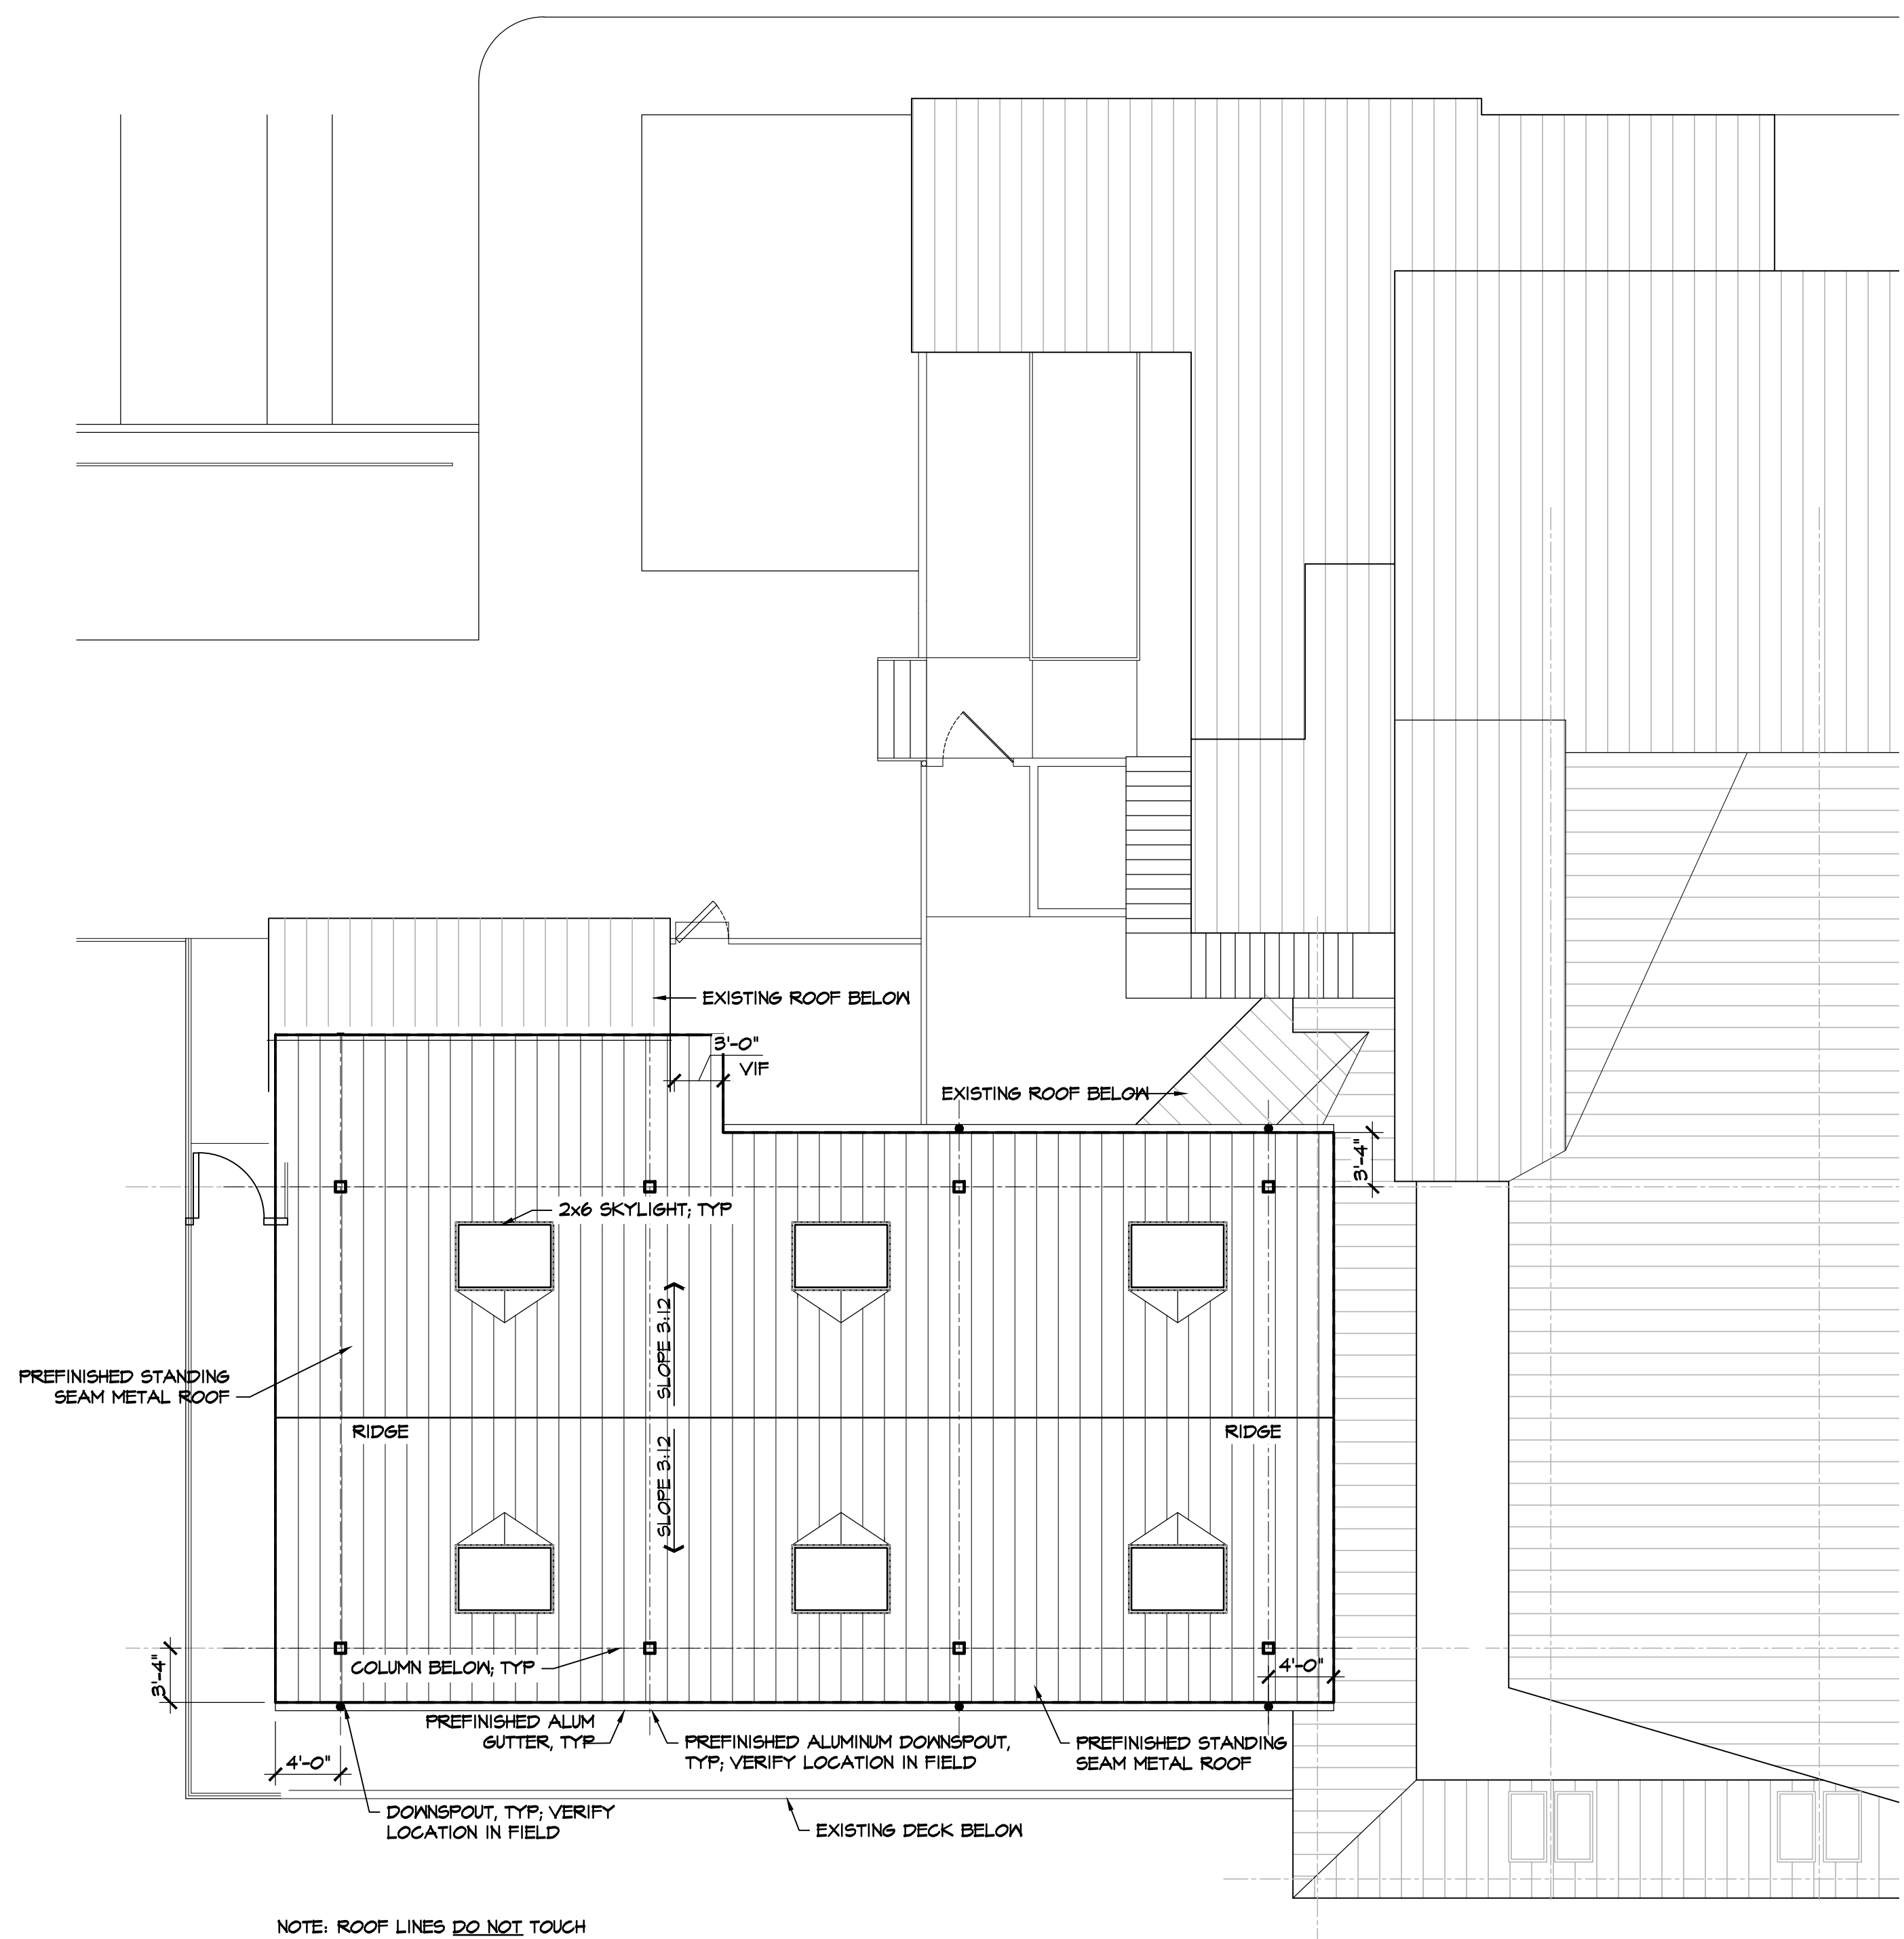 EXISTING ROOF BELOW
3'-0"
VIF
EXISTING ROOF BELOW
3'-4"
2x6 SKYLIGHT; TYP
SLOPE 3:12
PREFINISHED STANDING
SEAM METAL ROOF
RIDGE
RIDGE
SLOPE 3:12
COLUMN BELOW; TYP
4'-0"
3'-4"
PREFINISHED ALUM
GUTTER, TYP
PREFINISHED ALUMINUM DOWNSPOUT,
TYP; VERIFY LOCATION IN FIELD
PREFINISHED STANDING
SEAM METAL ROOF
4'-0"
DOWNSPOUT, TYP; VERIFY
LOCATION IN FIELD
EXISTING DECK BELOW
NOTE: ROOF LINES DO NOT TOUCH